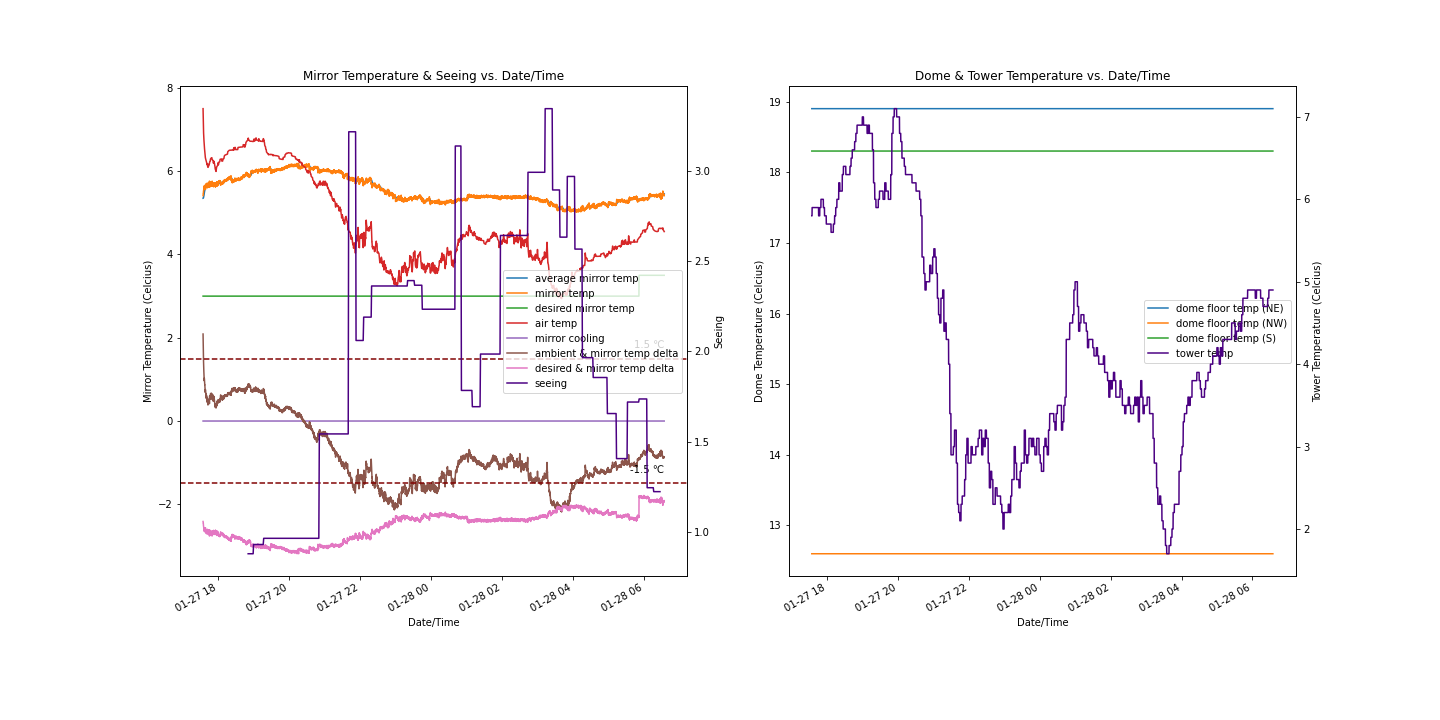 Mirror Temperature & Seeing vs. Date/Time
8
6
4
2
0
−2
Mirror Temperature (Celcius)
3.0
2.5
2.0
1.5
1.0
Seeing
average mirror temp
mirror temp
desired mirror temp
air temp
mirror cooling
ambient & mirror temp delta
desired & mirror temp delta
seeing
1.5 °C
-1.5 °C
01-27 18
01-27 20
01-27 22
01-28 00
01-28 02
01-28 04
01-28 06
Date/Time
Dome & Tower Temperature vs. Date/Time
19
18
17
16
15
14
13
Dome Temperature (Celcius)
7
6
5
4
3
2
Tower Temperature (Celcius)
dome floor temp (NE)
dome floor temp (NW)
dome floor temp (S)
tower temp
01-27 18
01-27 20
01-27 22
01-28 00
01-28 02
01-28 04
01-28 06
Date/Time